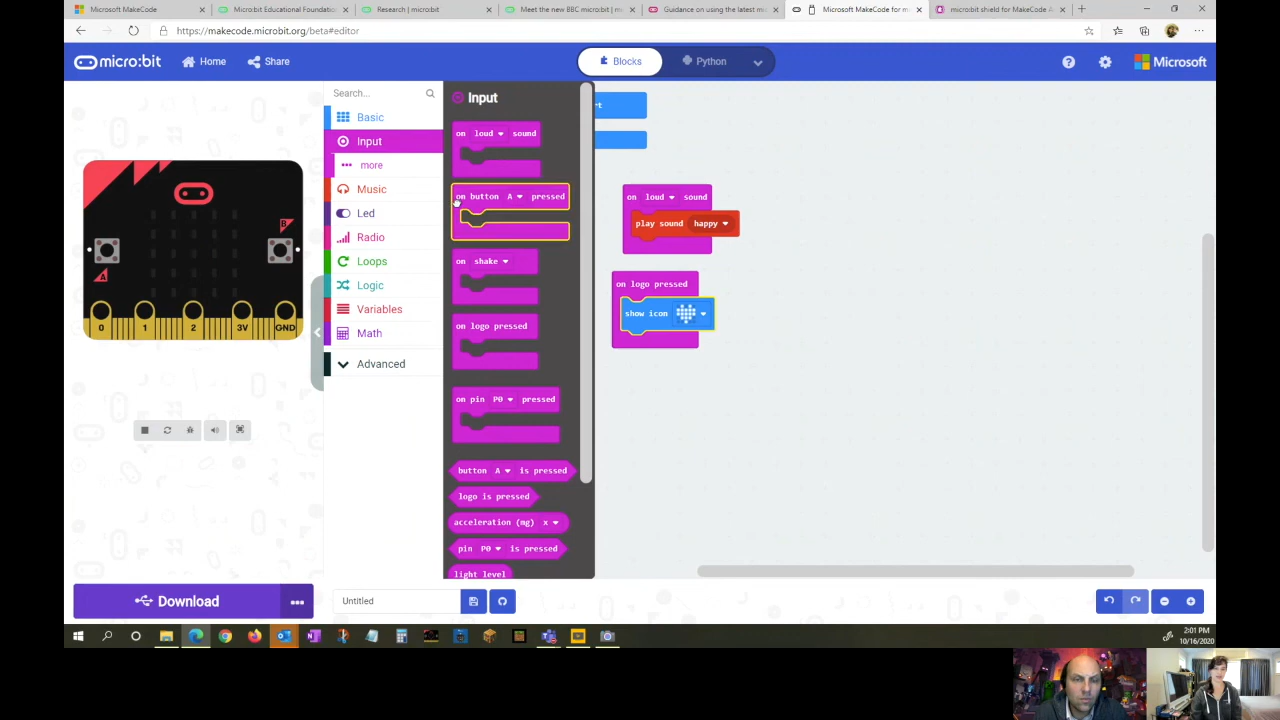 Microsoft MakeCode
Micro:bit Educational Foundation
Research | micro:bit
Meet the new BBC micro:bit | m
Guidance on using the latest mic
Microsoft MakeCode for mi
micro:bit shield for MakeCode A
https://makecode.microbit.org/beta#editor
micro:bit
Home
Share
Blocks
Python
Microsoft
Search...
Basic
Input
more
Music
Led
Radio
Loops
Logic
Variables
Math
Advanced
Input
on loud sound
on button A pressed
on shake
on logo pressed
on pin P0 pressed
button A is pressed
logo is pressed
acceleration (mg) x
pin P0 is pressed
light level
rt
on loud sound
play sound happy
on logo pressed
show icon
A
B
0 1 2 3V GND
Download
Untitled
2:01 PM
10/16/2020